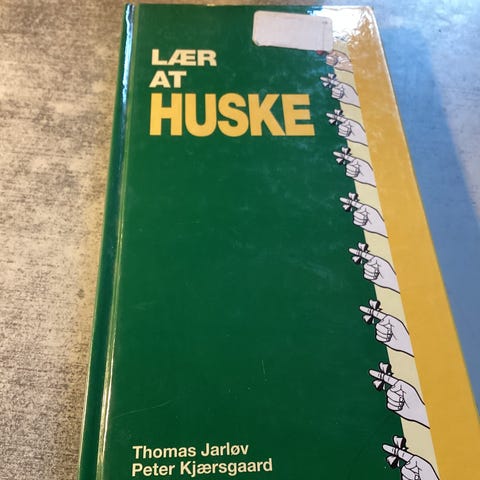 LÆR
AT
HUSKE
Thomas Jarløv
Peter Kjærsgaard